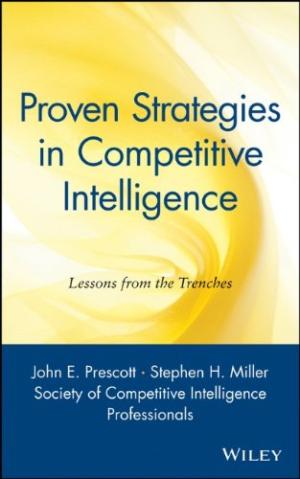 Proven Strategies
in Competitive
Intelligence
Lessons from the Trenches
John E. Prescott · Stephen H. Miller
Society of Competitive Intelligence
Professionals
WILEY